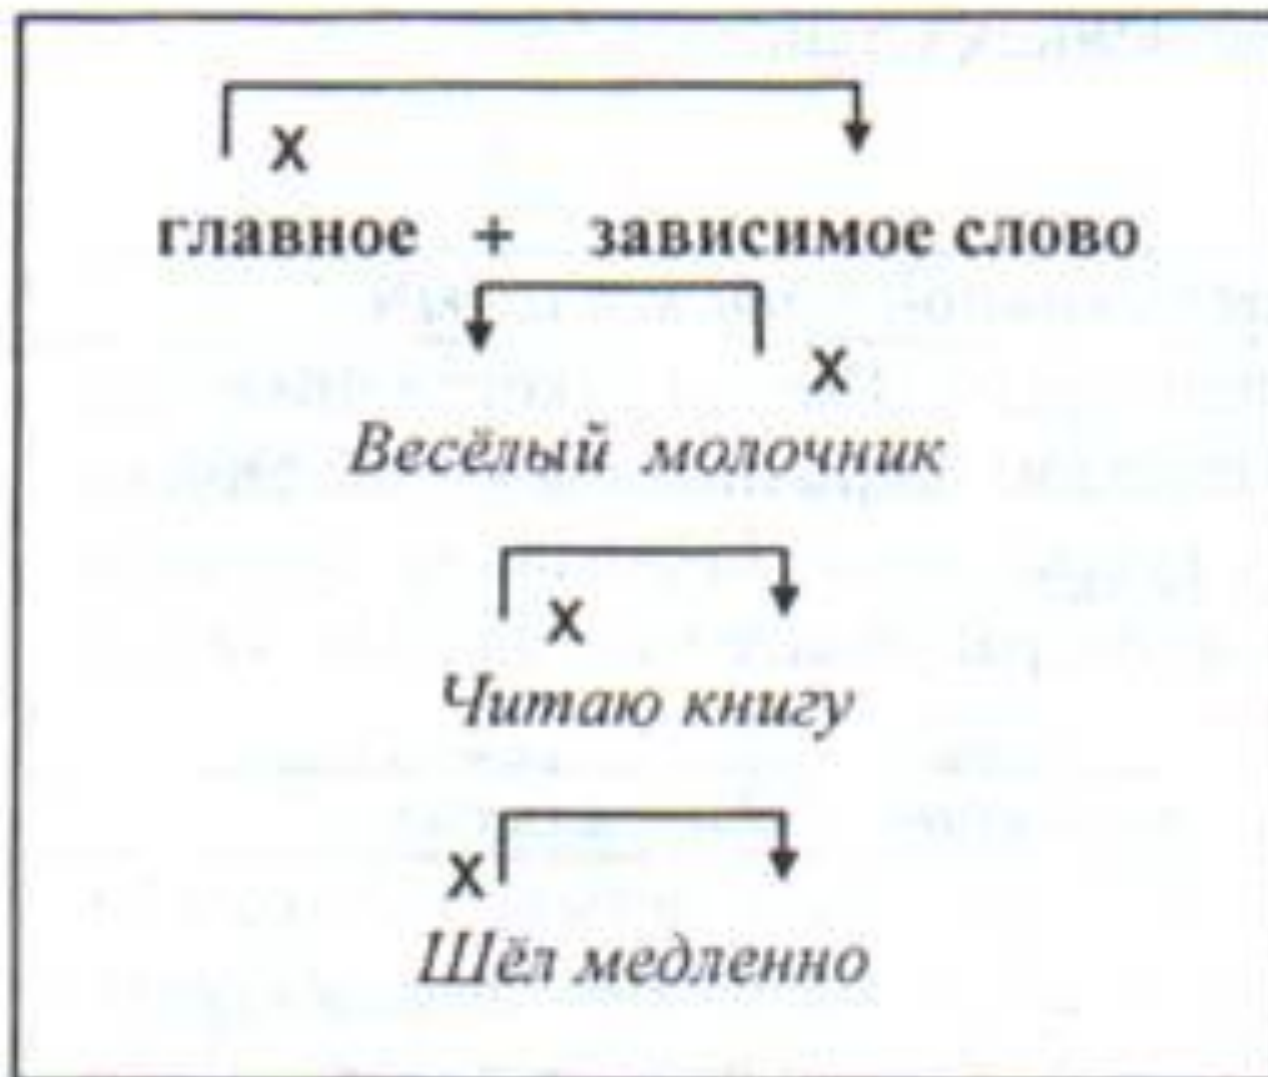 х
главное + зависимое слово
х
Весёлый молочник
х
Читаю книгу
х
Шёл медленно